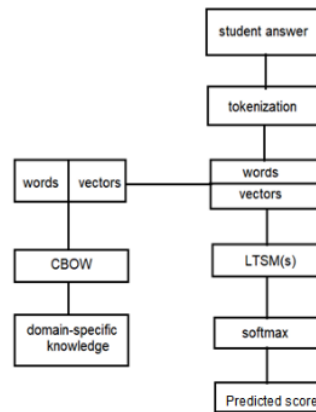 student answer
tokenization
words vectors
words
vectors
CBOW
LTSM(s)
domain-specific
knowledge
softmax
Predicted score